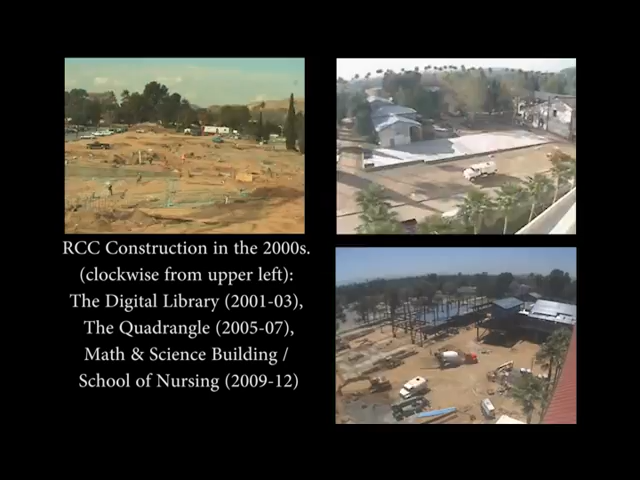 RCC Construction in the 2000s.
(clockwise from upper left):
The Digital Library (2001-03),
The Quadrangle (2005-07),
Math & Science Building /
School of Nursing (2009-12)